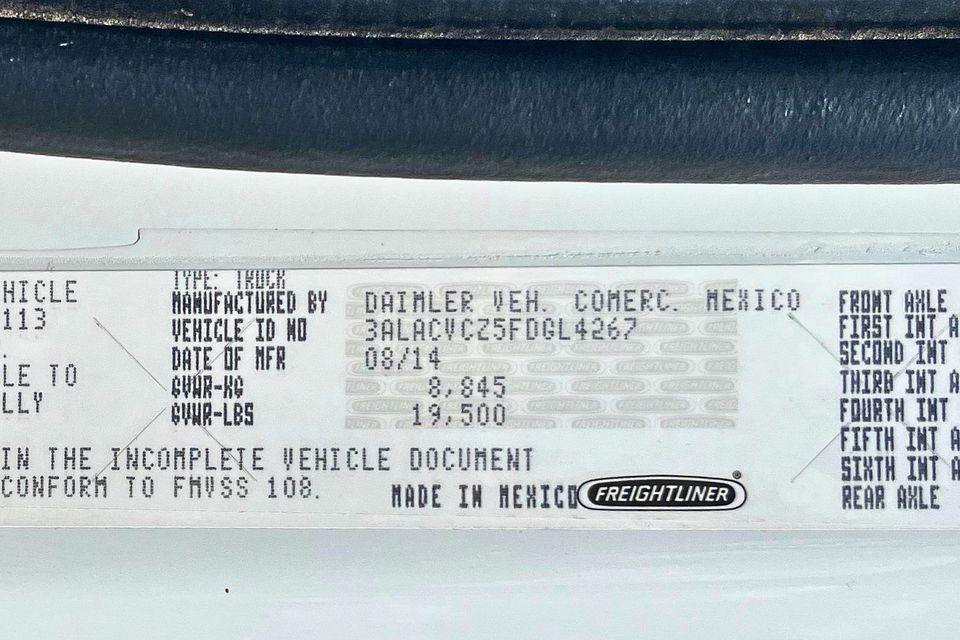 HICLE
113
.
LE TO
LLY
TYPE: TRUCK
MANUFACTURED BY DAIMLER VEH. COMERC. MEXICO
VEHICLE ID NO 3ALACVCZ5FDGL4267
DATE OF MFR 08/14
GVWR-KG 8,845
GVWR-LBS 19,500
IN THE INCOMPLETE VEHICLE DOCUMENT
CONFORM TO FMVSS 108.
MADE IN MEXICO FREIGHTLINER®
FRONT AXLE
FIRST INT A
SECOND INT
THIRD INT A
FOURTH INT
FIFTH INT A
SIXTH INT A
REAR AXLE